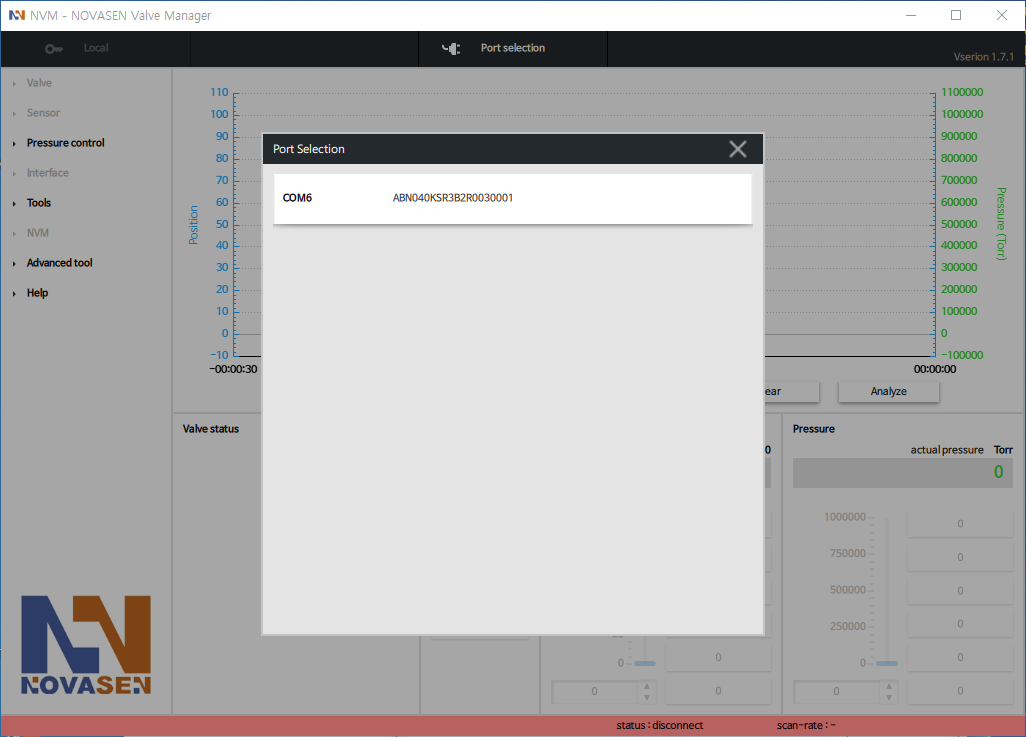 NVM - NOVASEN Valve Manager
Local
Port selection
Vserion 1.7.1
Valve
Sensor
Pressure control
Interface
Tools
NVM
Advanced tool
Help
110
100
90
80
70
60
50
40
30
20
10
0
-10
Position
-00:00:30
Port Selection
COM6 ABN040KSR3B2R0030001
1100000
1000000
900000
800000
700000
600000
500000
400000
300000
200000
100000
0
-100000
Pressure (Torr)
00:00:00
ear
Analyze
Valve status
0
0
0
0
0
Pressure
actual pressure Torr
0
1000000
750000
500000
250000
0
0
0
0
0
0
0
0
NOVASEN
status : disconnect
scan-rate : -